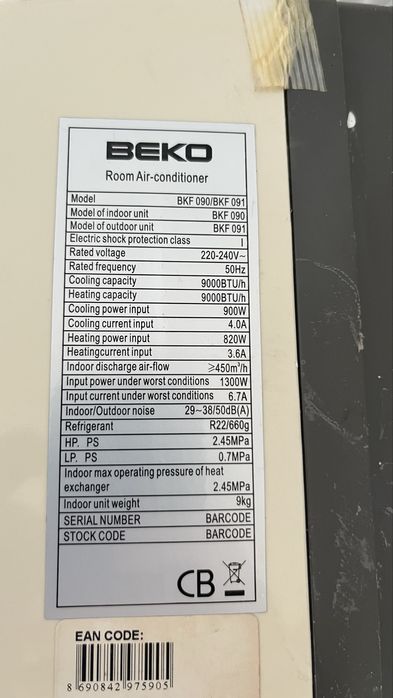 BEKO
Room Air-conditioner
Model BKF 090/BKF 091
Model of indoor unit BKF 090
Model of outdoor unit BKF 091
Electric shock protection class I
Rated voltage 220-240V~
Rated frequency 50Hz
Cooling capacity 9000BTU/h
Heating capacity 9000BTU/h
Cooling power input 900W
Cooling current input 4.0A
Heating power input 820W
Heatingcurrent input 3.6A
Indoor discharge air-flow ≥450m³/h
Input power under worst conditions 1300W
Input current under worst conditions 6.7A
Indoor/Outdoor noise 29~38/50dB(A)
Refrigerant R22/660g
HP. PS 2.45MPa
LP. PS 0.7MPa
Indoor max operating pressure of heat
exchanger 2.45MPa
Indoor unit weight 9kg
SERIAL NUMBER BARCODE
STOCK CODE BARCODE
CB
EAN CODE:
8 690842 975905